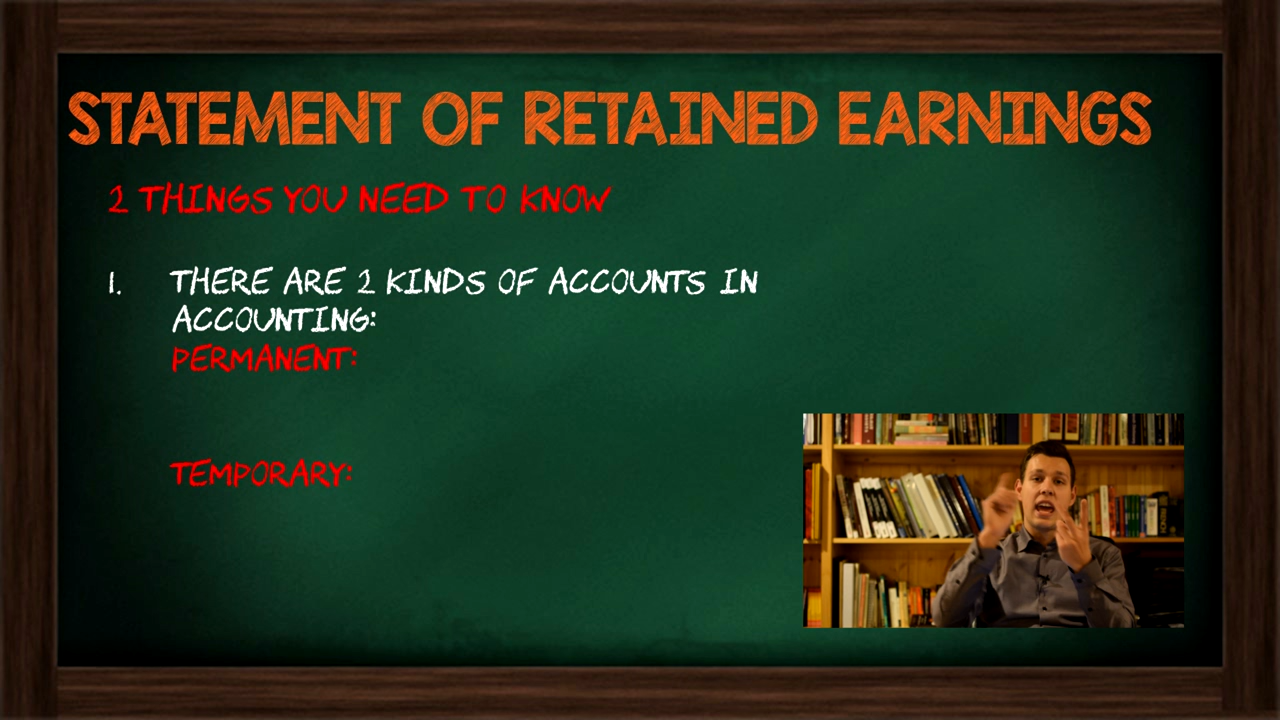 STATEMENT OF RETAINED EARNINGS
2 THINGS YOU NEED TO KNOW
1. THERE ARE 2 KINDS OF ACCOUNTS IN
ACCOUNTING:
PERMANENT:
TEMPORARY: